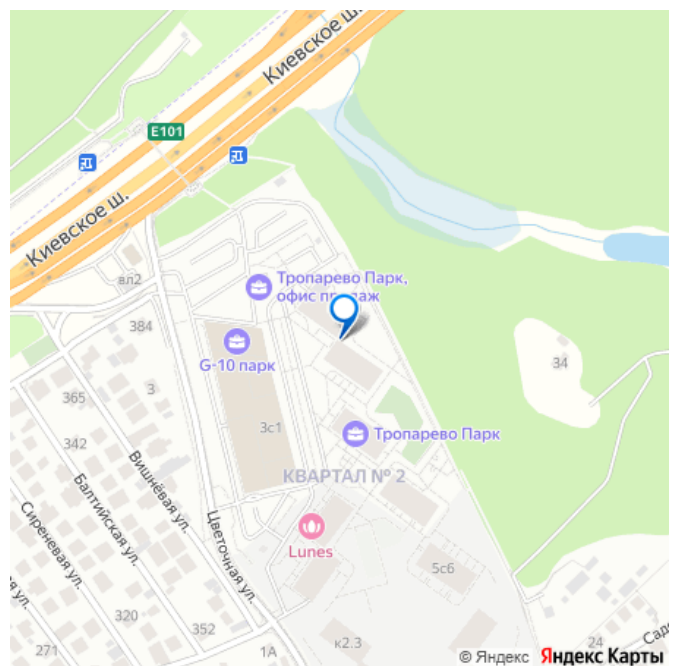 Киевское ш.
E101
Киевское ш.
вл2
Тропарево Парк,
офис продаж
384
G-10 парк
34
365
3
342
3с1
Тропарево Парк
КВАРТАЛ № 2
Вишнёвая ул.
Балтийская ул.
Сиреневая ул.
Цветочная ул.
Lunes
5с6
ул.
320
352
271
1А
к2.3
24
Садо
© Яндекс Яндекс Карты